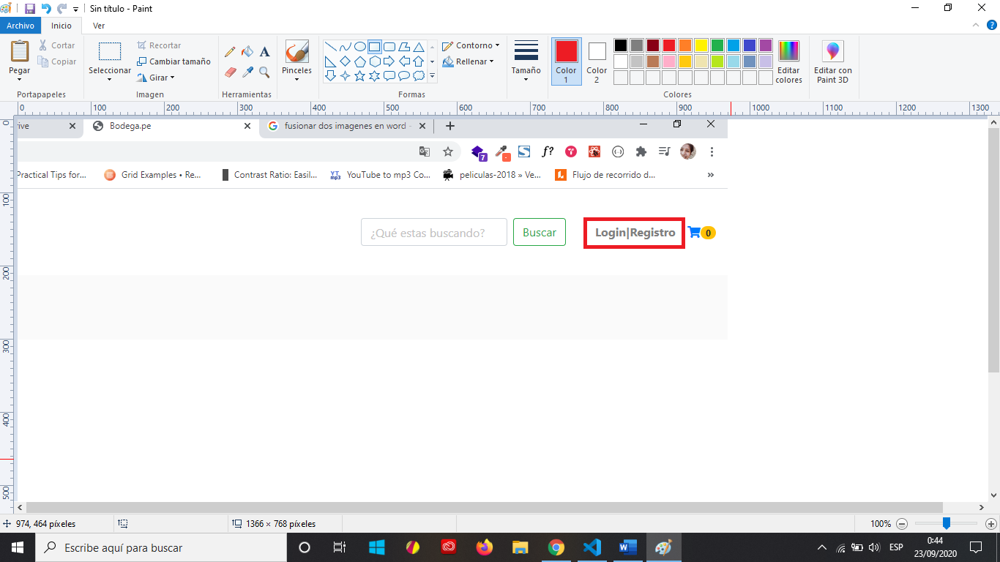 Sin título - Paint
Archivo Inicio Ver
Pegar Cortar Copiar
Portapapeles
Seleccionar Recortar Cambiar tamaño Girar
Imagen
A
Herramientas
Pinceles
Contorno
Rellenar
Formas
Tamaño
Color 1
Color 2
Editar colores
Colores
Editar con Paint 3D
0 100 200 300 400 500 600 700 800 900 1000 1100 1200 1300
0
100
200
300
400
500
rive Bodega.pe fusionar dos imagenes en word -
7 f?
Practical Tips for... Grid Examples • Re... Contrast Ratio: Easil... YT mp3 YouTube to mp3 Co... peliculas-2018 » Ve... Flujo de recorrido d... »
¿Qué estas buscando? Buscar Login|Registro 0
974, 464 píxeles 1366 × 768 píxeles 100%
Escribe aquí para buscar
ESP
0:44
23/09/2020